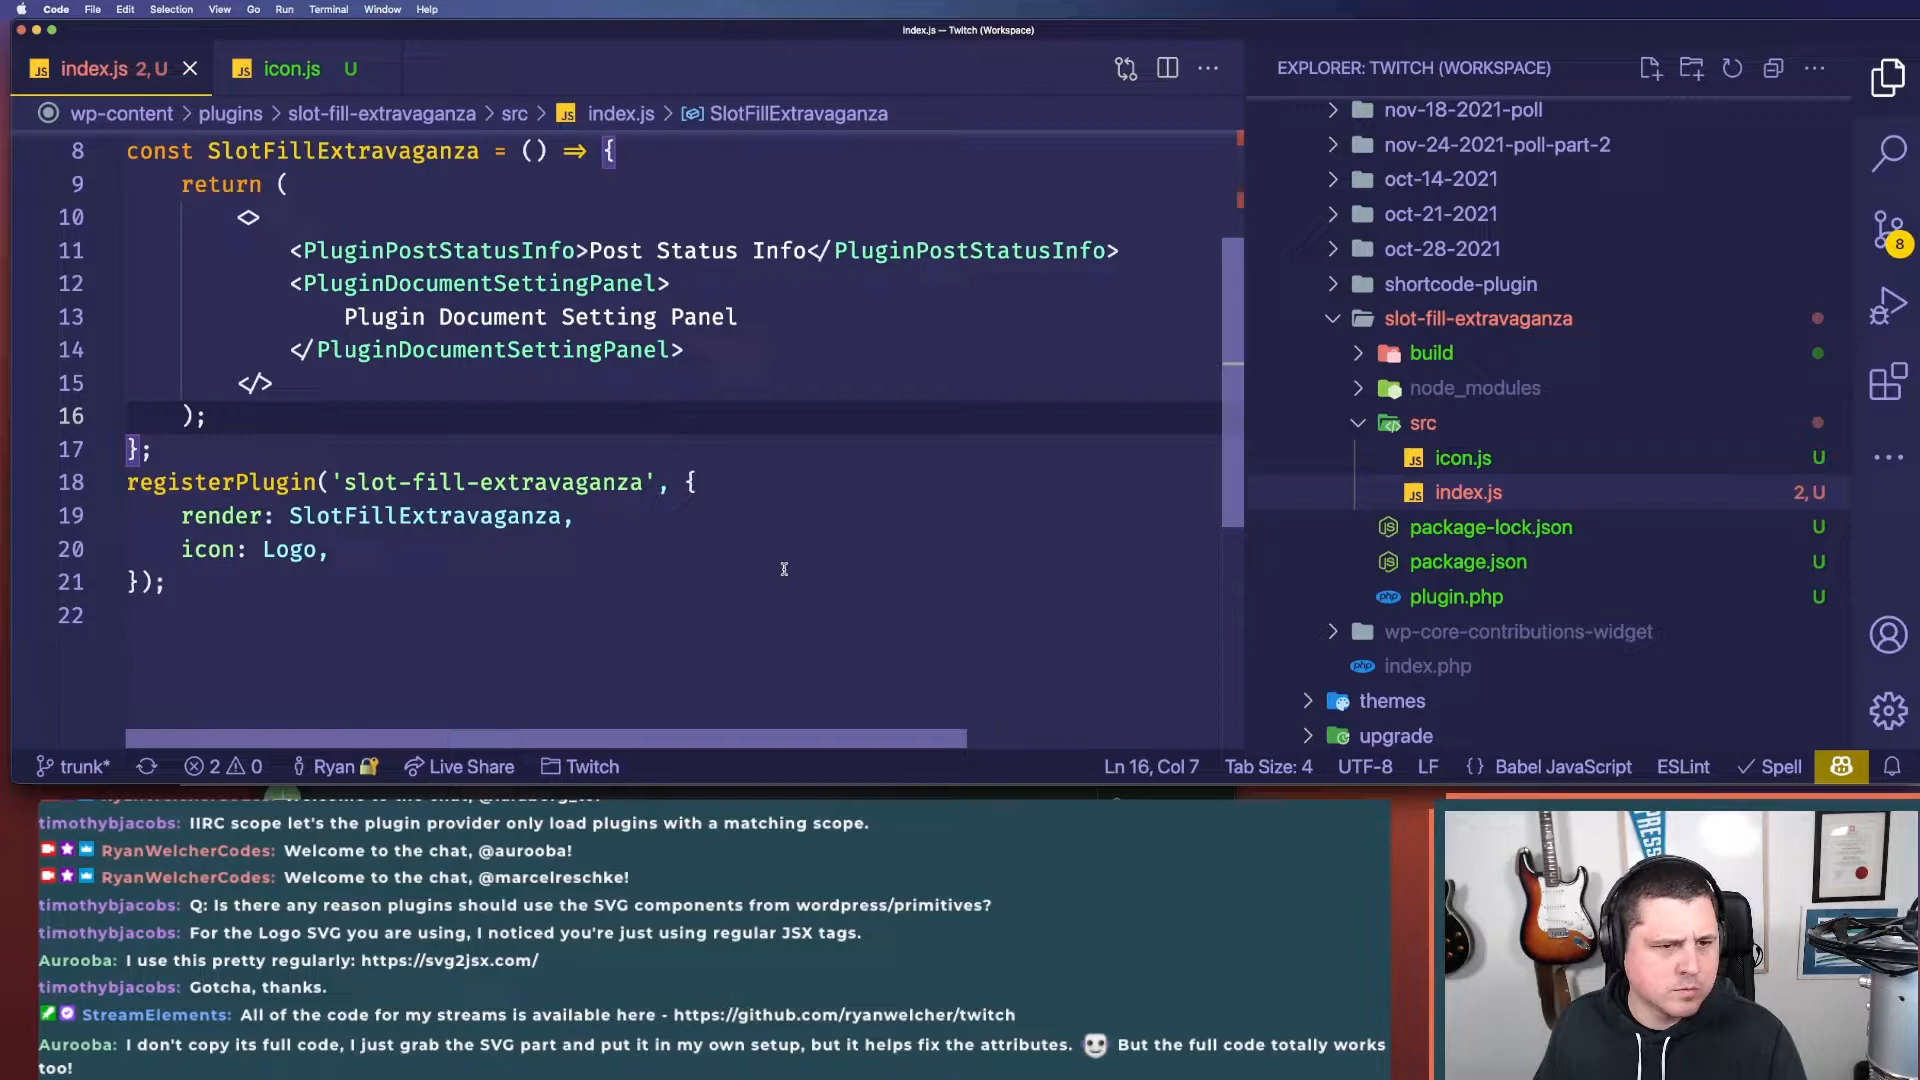 Code File Edit Selection View Go Run Terminal Window Help
index.js — Twitch (Workspace)
JS index.js 2, U
JS icon.js U
EXPLORER: TWITCH (WORKSPACE)
wp-content > plugins > slot-fill-extravaganza > src > JS index.js > SlotFillExtravaganza
8 const SlotFillExtravaganza = () => {
9 return (
10 <>
11 <PluginPostStatusInfo>Post Status Info</PluginPostStatusInfo>
12 <PluginDocumentSettingPanel>
13 Plugin Document Setting Panel
14 </PluginDocumentSettingPanel>
15 </>
16 );
17 };
18 registerPlugin('slot-fill-extravaganza', {
19 render: SlotFillExtravaganza,
20 icon: Logo,
21 });
22
nov-18-2021-poll
nov-24-2021-poll-part-2
oct-14-2021
oct-21-2021
oct-28-2021
shortcode-plugin
slot-fill-extravaganza
build
node_modules
src
JS icon.js U
JS index.js 2, U
package-lock.json U
package.json U
php plugin.php U
wp-core-contributions-widget
php index.php
themes
upgrade
8
trunk* 2 0 Ryan Live Share Twitch
Ln 16, Col 7 Tab Size: 4 UTF-8 LF {} Babel JavaScript ESLint Spell
timothybjacobs: IIRC scope let's the plugin provider only load plugins with a matching scope.
RyanWelcherCodes: Welcome to the chat, @aurooba!
RyanWelcherCodes: Welcome to the chat, @marcelreschke!
timothybjacobs: Q: Is there any reason plugins should use the SVG components from wordpress/primitives?
timothybjacobs: For the Logo SVG you are using, I noticed you're just using regular JSX tags.
Aurooba: I use this pretty regularly: https://svg2jsx.com/
timothybjacobs: Gotcha, thanks.
StreamElements: All of the code for my streams is available here - https://github.com/ryanwelcher/twitch
Aurooba: I don't copy its full code, I just grab the SVG part and put it in my own setup, but it helps fix the attributes. But the full code totally works
too!